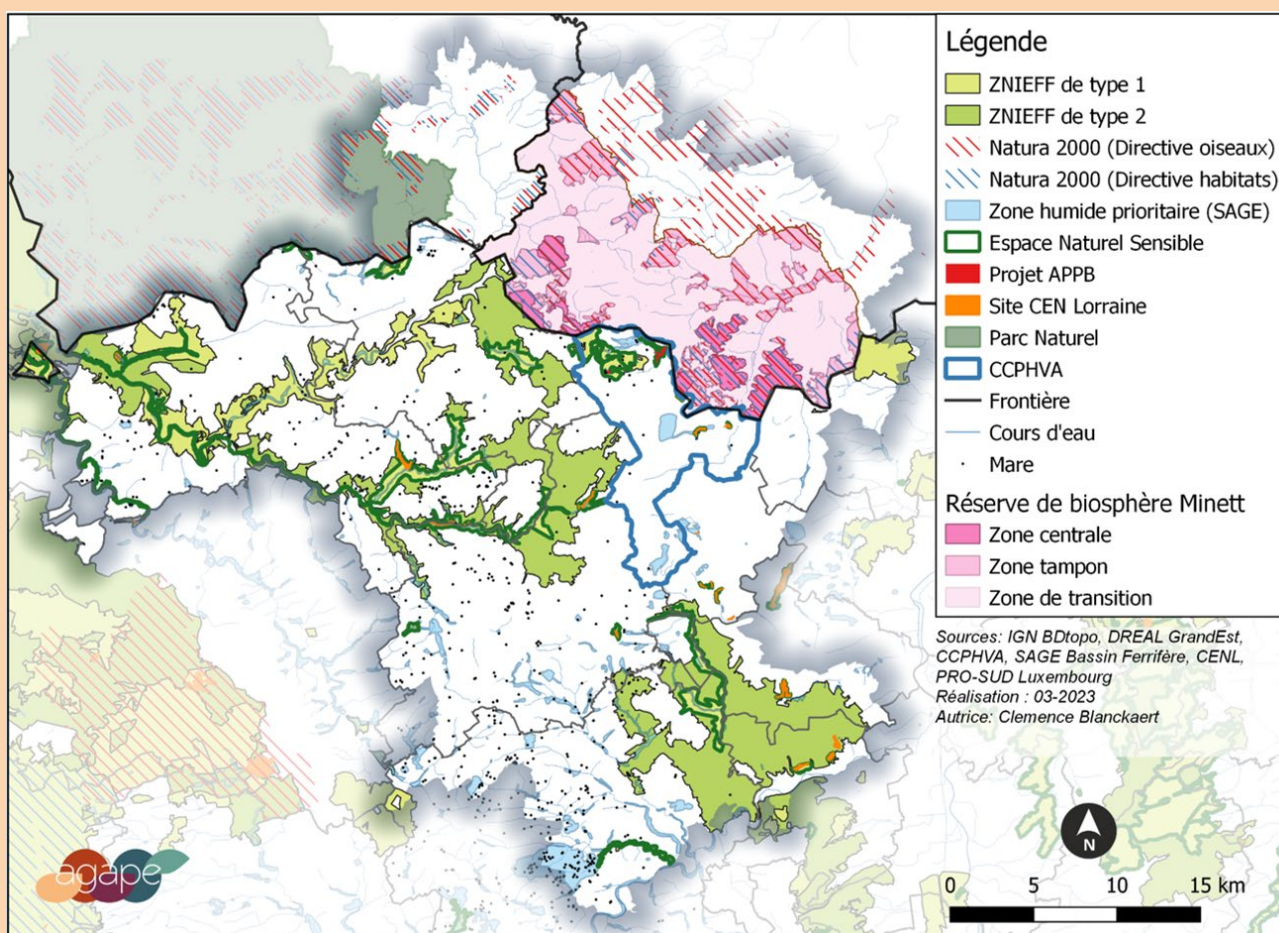 Légende
ZNIEFF de type 1
ZNIEFF de type 2
Natura 2000 (Directive oiseaux)
Natura 2000 (Directive habitats)
Zone humide prioritaire (SAGE)
Espace Naturel Sensible
Projet APPB
Site CEN Lorraine
Parc Naturel
CCPHVA
Frontière
Cours d'eau
Mare
Réserve de biosphère Minett
Zone centrale
Zone tampon
Zone de transition
Sources: IGN BDtopo, DREAL GrandEst,
CCPHVA, SAGE Bassin Ferrifère, CENL,
PRO-SUD Luxembourg
Réalisation : 03-2023
Autrice: Clemence Blanckaert
N
0 5 10 15 km
agape